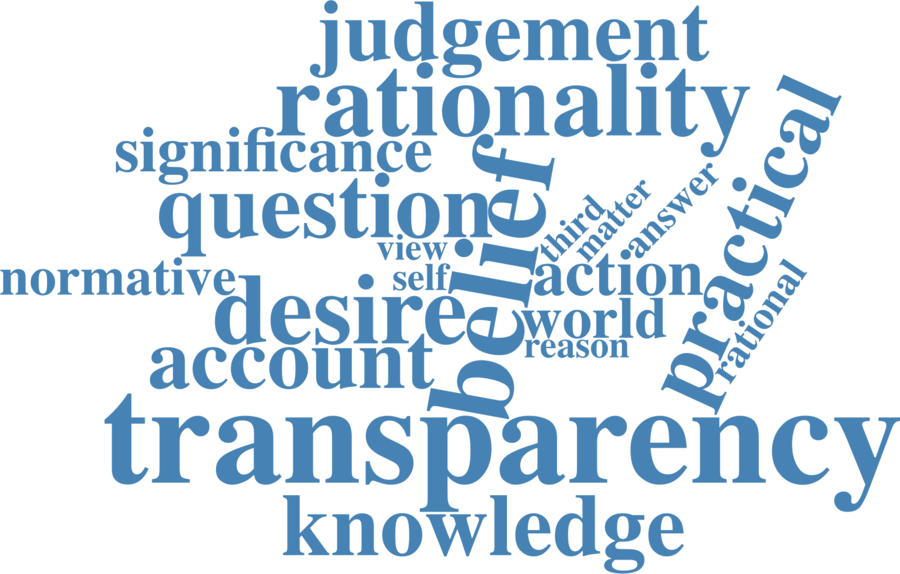 judgement
rationality
significance
practical
belief
question
third
matter
answer
view
normative
self
action
desire
world
rational
reason
account
transparency
knowledge